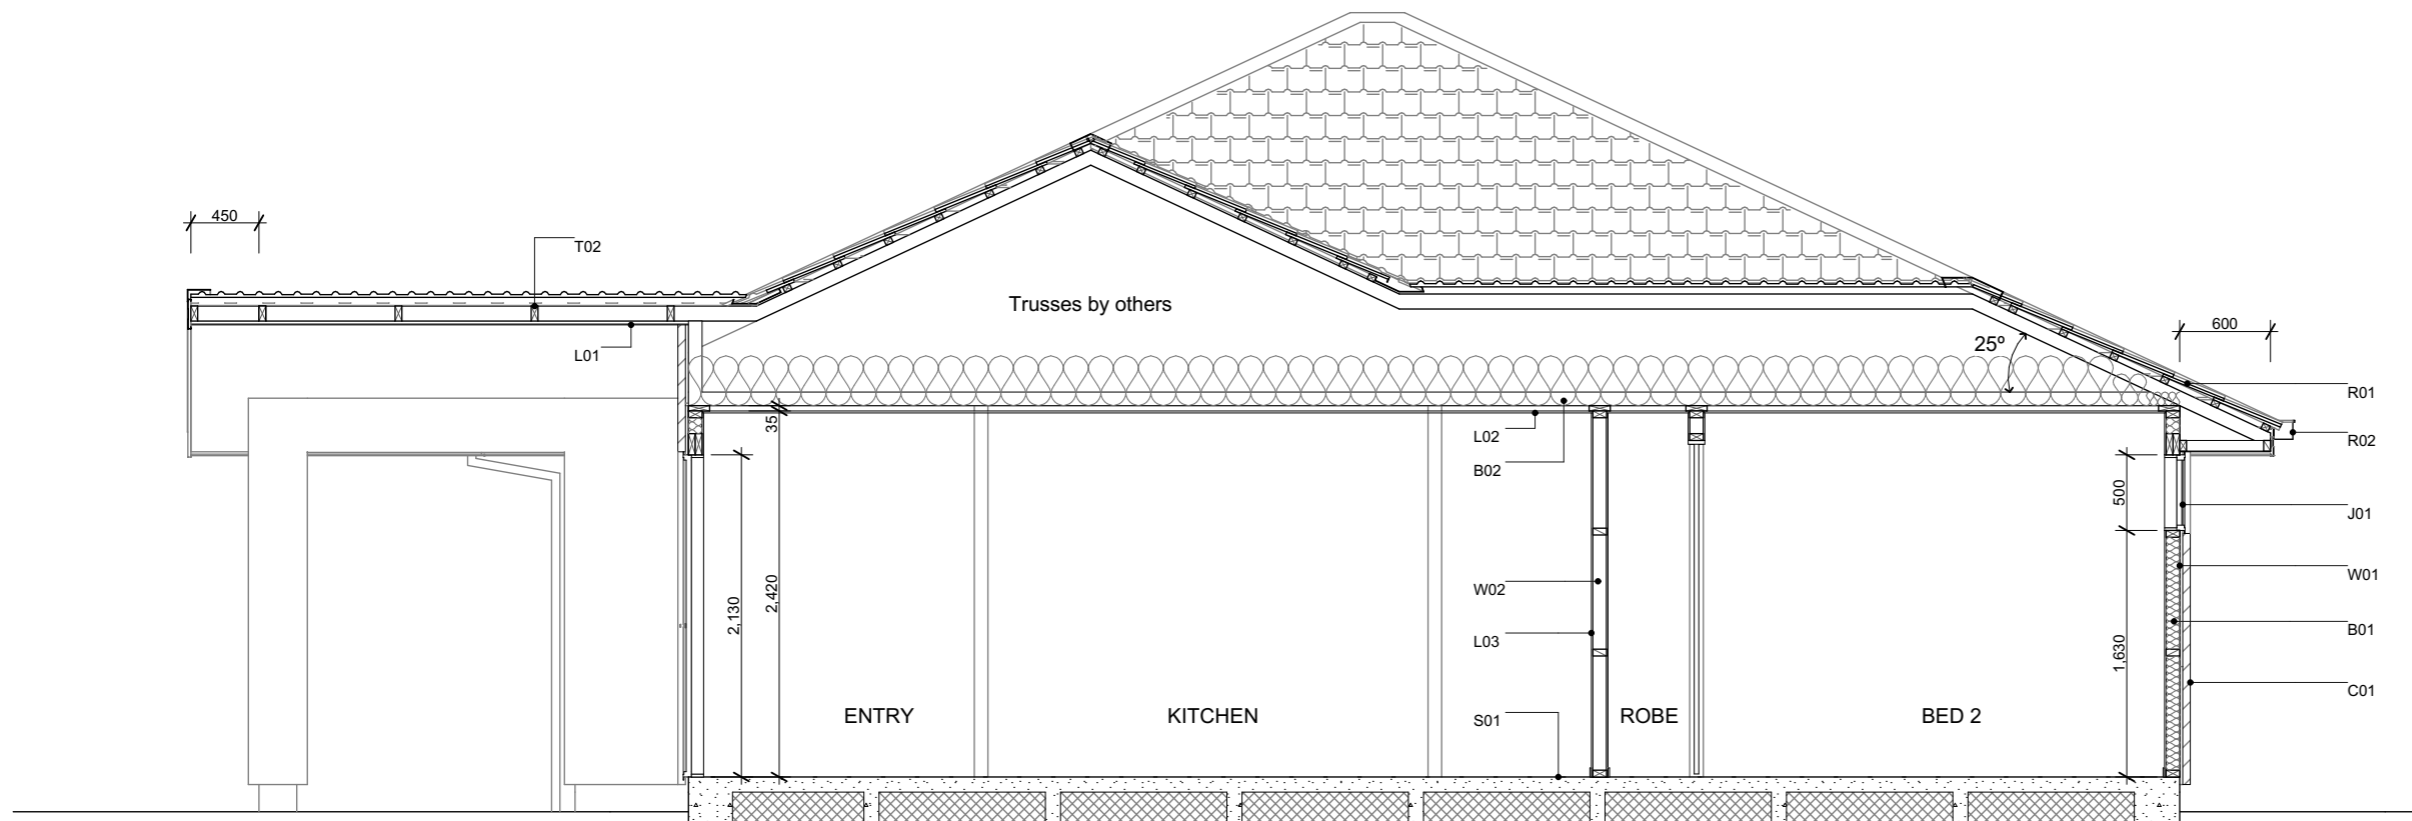 450
T02
Trusses by others
L01
25°
600
R01
R02
35
L02
B02
500
J01
2,130
2,420
W02
W01
L03
B01
1,630
C01
ENTRY
KITCHEN
S01
ROBE
BED 2